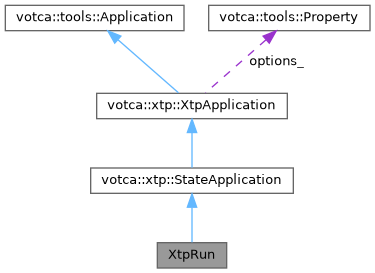 votca::tools::Application
votca::tools::Property
options_
votca::xtp::XtpApplication
votca::xtp::StateApplication
XtpRun